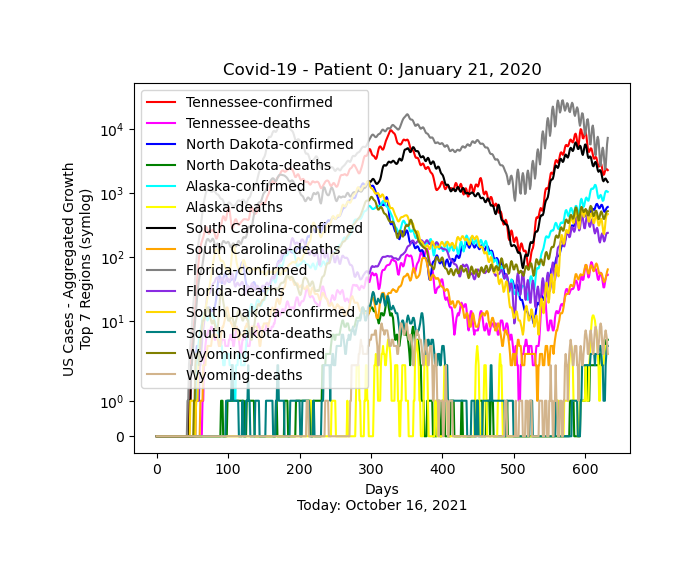 Covid-19 - Patient 0: January 21, 2020
US Cases - Aggregated Growth
Top 7 Regions (symlog)
10^4
10^3
10^2
10^1
10^0
0
Tennessee-confirmed
Tennessee-deaths
North Dakota-confirmed
North Dakota-deaths
Alaska-confirmed
Alaska-deaths
South Carolina-confirmed
South Carolina-deaths
Florida-confirmed
Florida-deaths
South Dakota-confirmed
South Dakota-deaths
Wyoming-confirmed
Wyoming-deaths
0 100 200 300 400 500 600
Days
Today: October 16, 2021